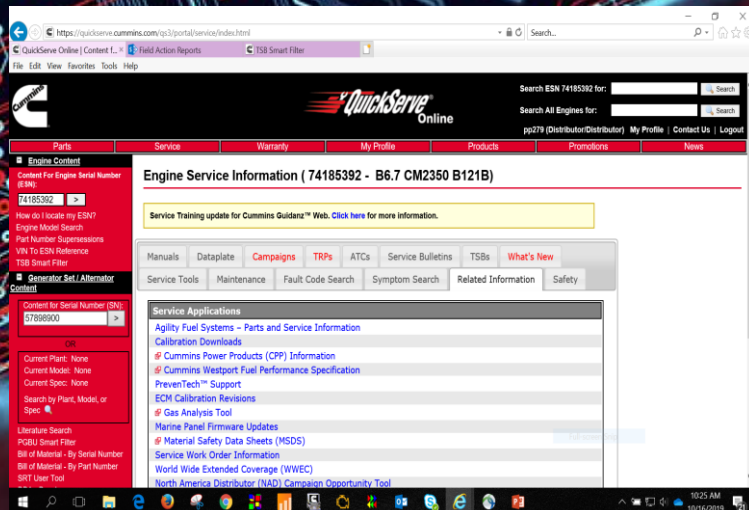 https://quickserve.cummins.com/qs3/portal/service/index.html
Search...
QuickServe Online | Content f...
Field Action Reports
TSB Smart Filter
File Edit View Favorites Tools Help
Cummins
QuickServe
Online
Search ESN 74185392 for:
Search
Search All Engines for:
Search
pp279 (Distributor/Distributor) My Profile | Contact Us | Logout
Parts Service Warranty My Profile Products Promotions News
Engine Content
Content For Engine Serial Number
(ESN):
74185392 >
How do I locate my ESN?
Engine Model Search
Part Number Supersessions
VIN To ESN Reference
TSB Smart Filter
Generator Set / Alternator
Content
Content for Serial Number (SN):
57898900 >
OR
Current Plant: None
Current Model: None
Current Spec: None
Search by Plant, Model, or
Spec
Literature Search
PGBU Smart Filter
Bill of Material - By Serial Number
Bill of Material - By Part Number
SRT User Tool
Engine Service Information ( 74185392 - B6.7 CM2350 B121B)
Service Training update for Cummins Guidanz™ Web. Click here for more information.
Manuals Dataplate Campaigns TRPs ATCs Service Bulletins TSBs What's New
Service Tools Maintenance Fault Code Search Symptom Search Related Information Safety
Service Applications
Agility Fuel Systems – Parts and Service Information
Calibration Downloads
Cummins Power Products (CPP) Information
Cummins Westport Fuel Performance Specification
PrevenTech™ Support
ECM Calibration Revisions
Gas Analysis Tool
Marine Panel Firmware Updates
Material Safety Data Sheets (MSDS)
Service Work Order Information
World Wide Extended Coverage (WWEC)
North America Distributor (NAD) Campaign Opportunity Tool
10:25 AM
10/16/2019